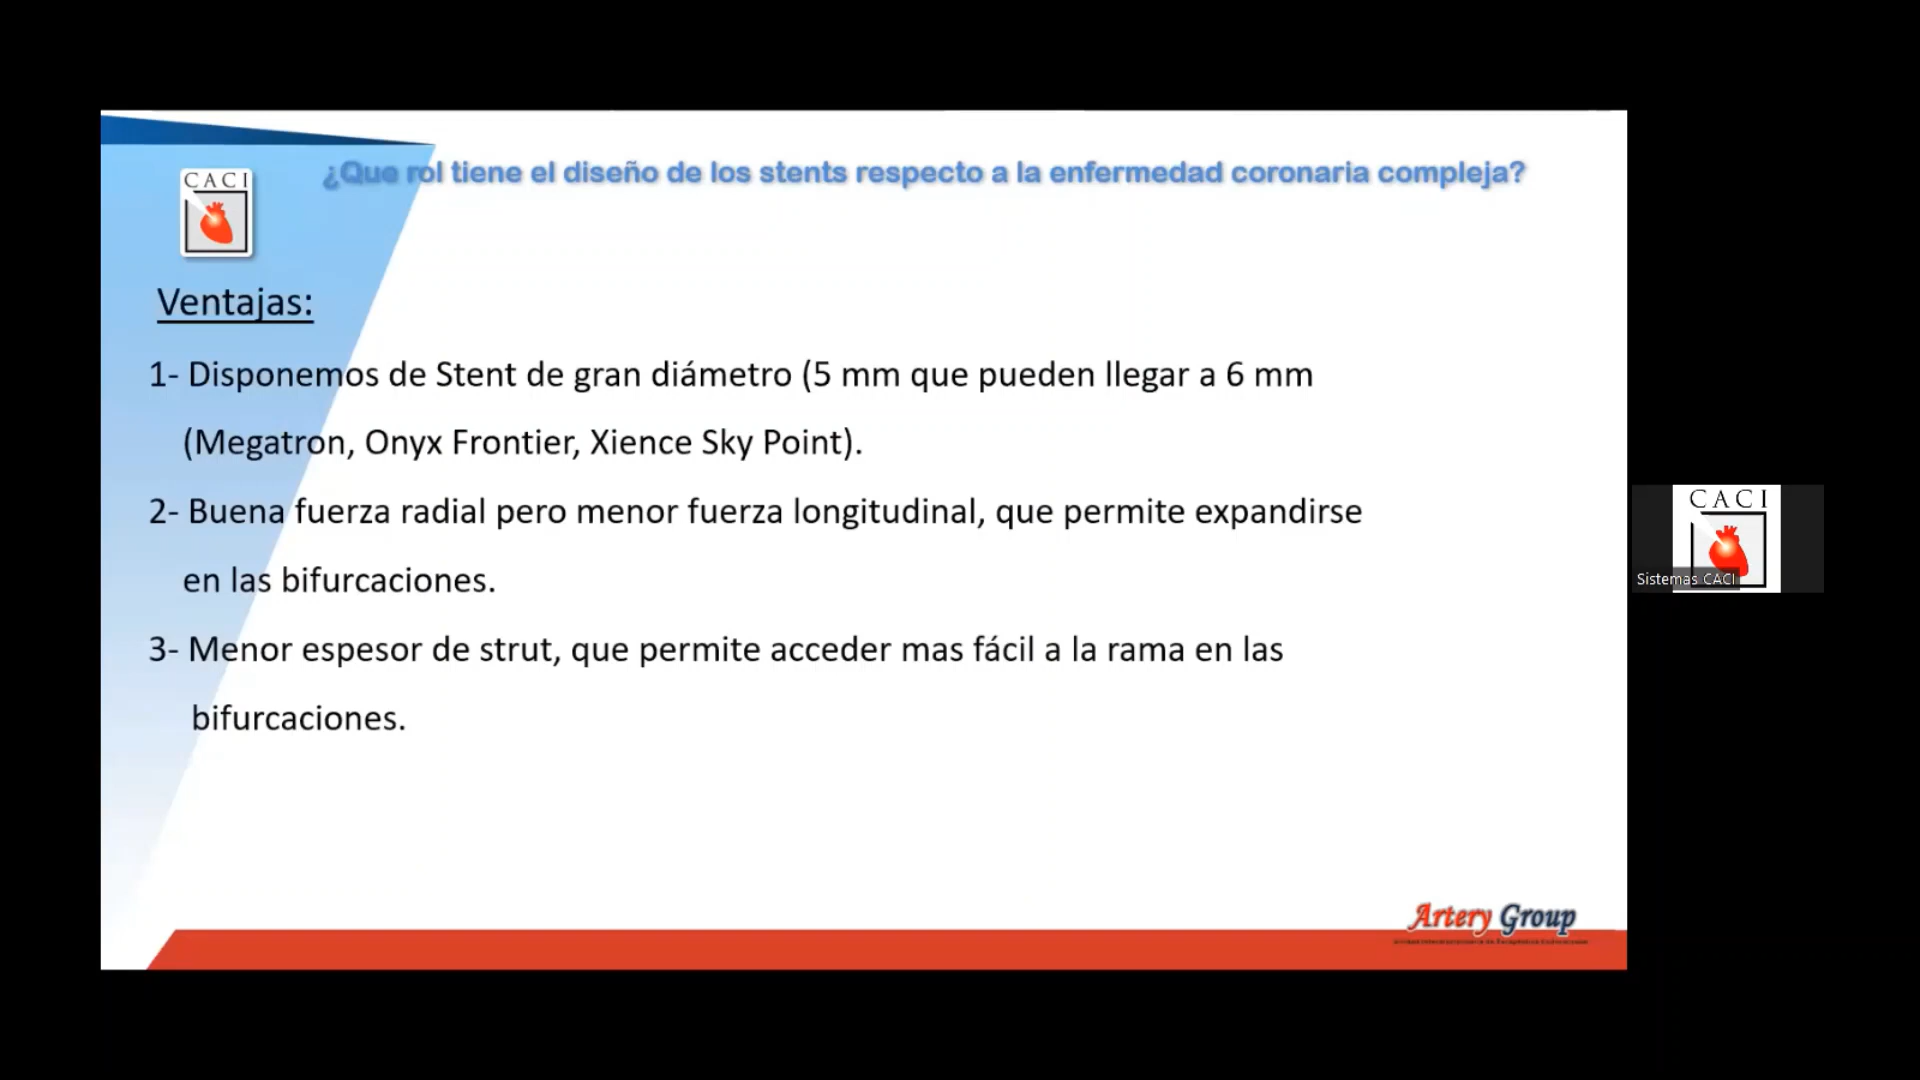 ¿Que rol tiene el diseño de los stents respecto a la enfermedad coronaria compleja?
CACI
Ventajas:
1- Disponemos de Stent de gran diámetro (5 mm que pueden llegar a 6 mm
(Megatron, Onyx Frontier, Xience Sky Point).
2- Buena fuerza radial pero menor fuerza longitudinal, que permite expandirse
en las bifurcaciones.
3- Menor espesor de strut, que permite acceder mas fácil a la rama en las
bifurcaciones.
Artery Group
CACI
Sistemas CACI